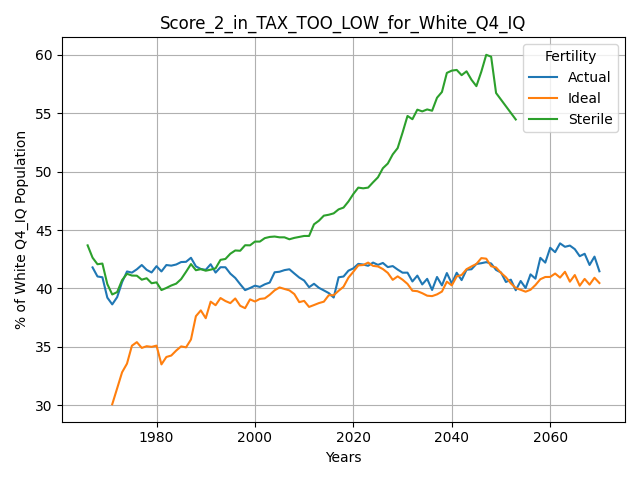 Score_2_in_TAX_TOO_LOW_for_White_Q4_IQ
% of White Q4_IQ Population
60
55
50
45
40
35
30
Fertility
Actual
Ideal
Sterile
1980
2000
2020
2040
2060
Years